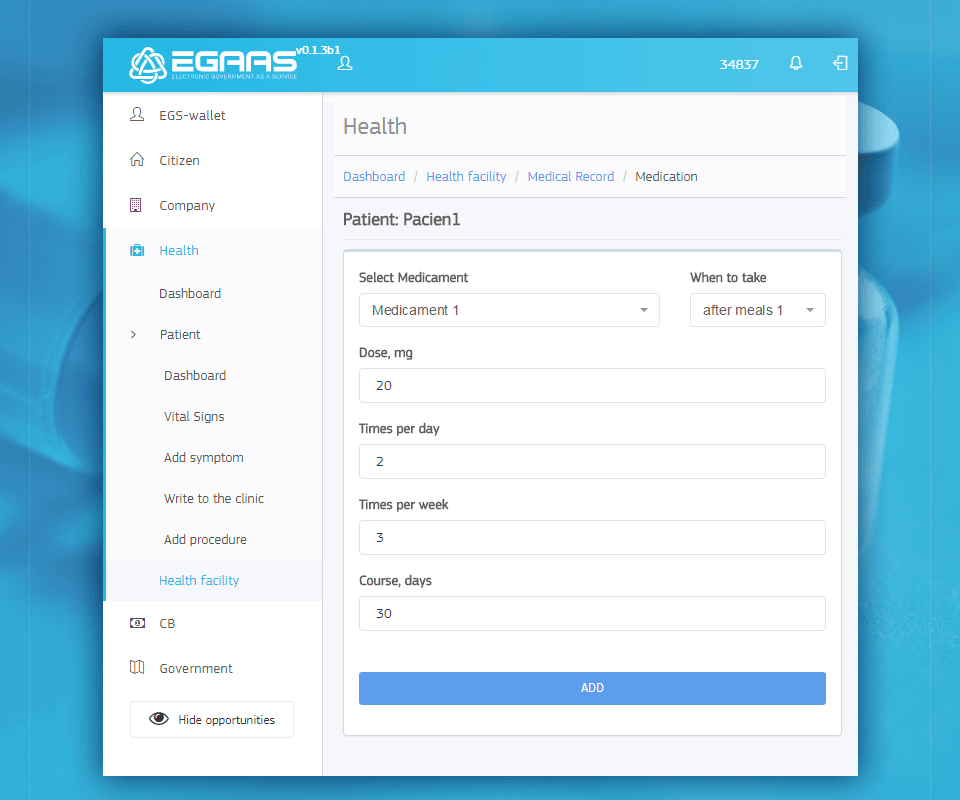 EGAAS v0.1.3b1
ELECTRONIC GOVERNMENT AS A SERVICE
34837
EGS-wallet
Citizen
Company
Health
Dashboard
Patient
Dashboard
Vital Signs
Add symptom
Write to the clinic
Add procedure
Health facility
CB
Government
Hide opportunities
Health
Dashboard / Health facility / Medical Record / Medication
Patient: Pacien1
Select Medicament
Medicament 1
When to take
after meals 1
Dose, mg
20
Times per day
2
Times per week
3
Course, days
30
ADD